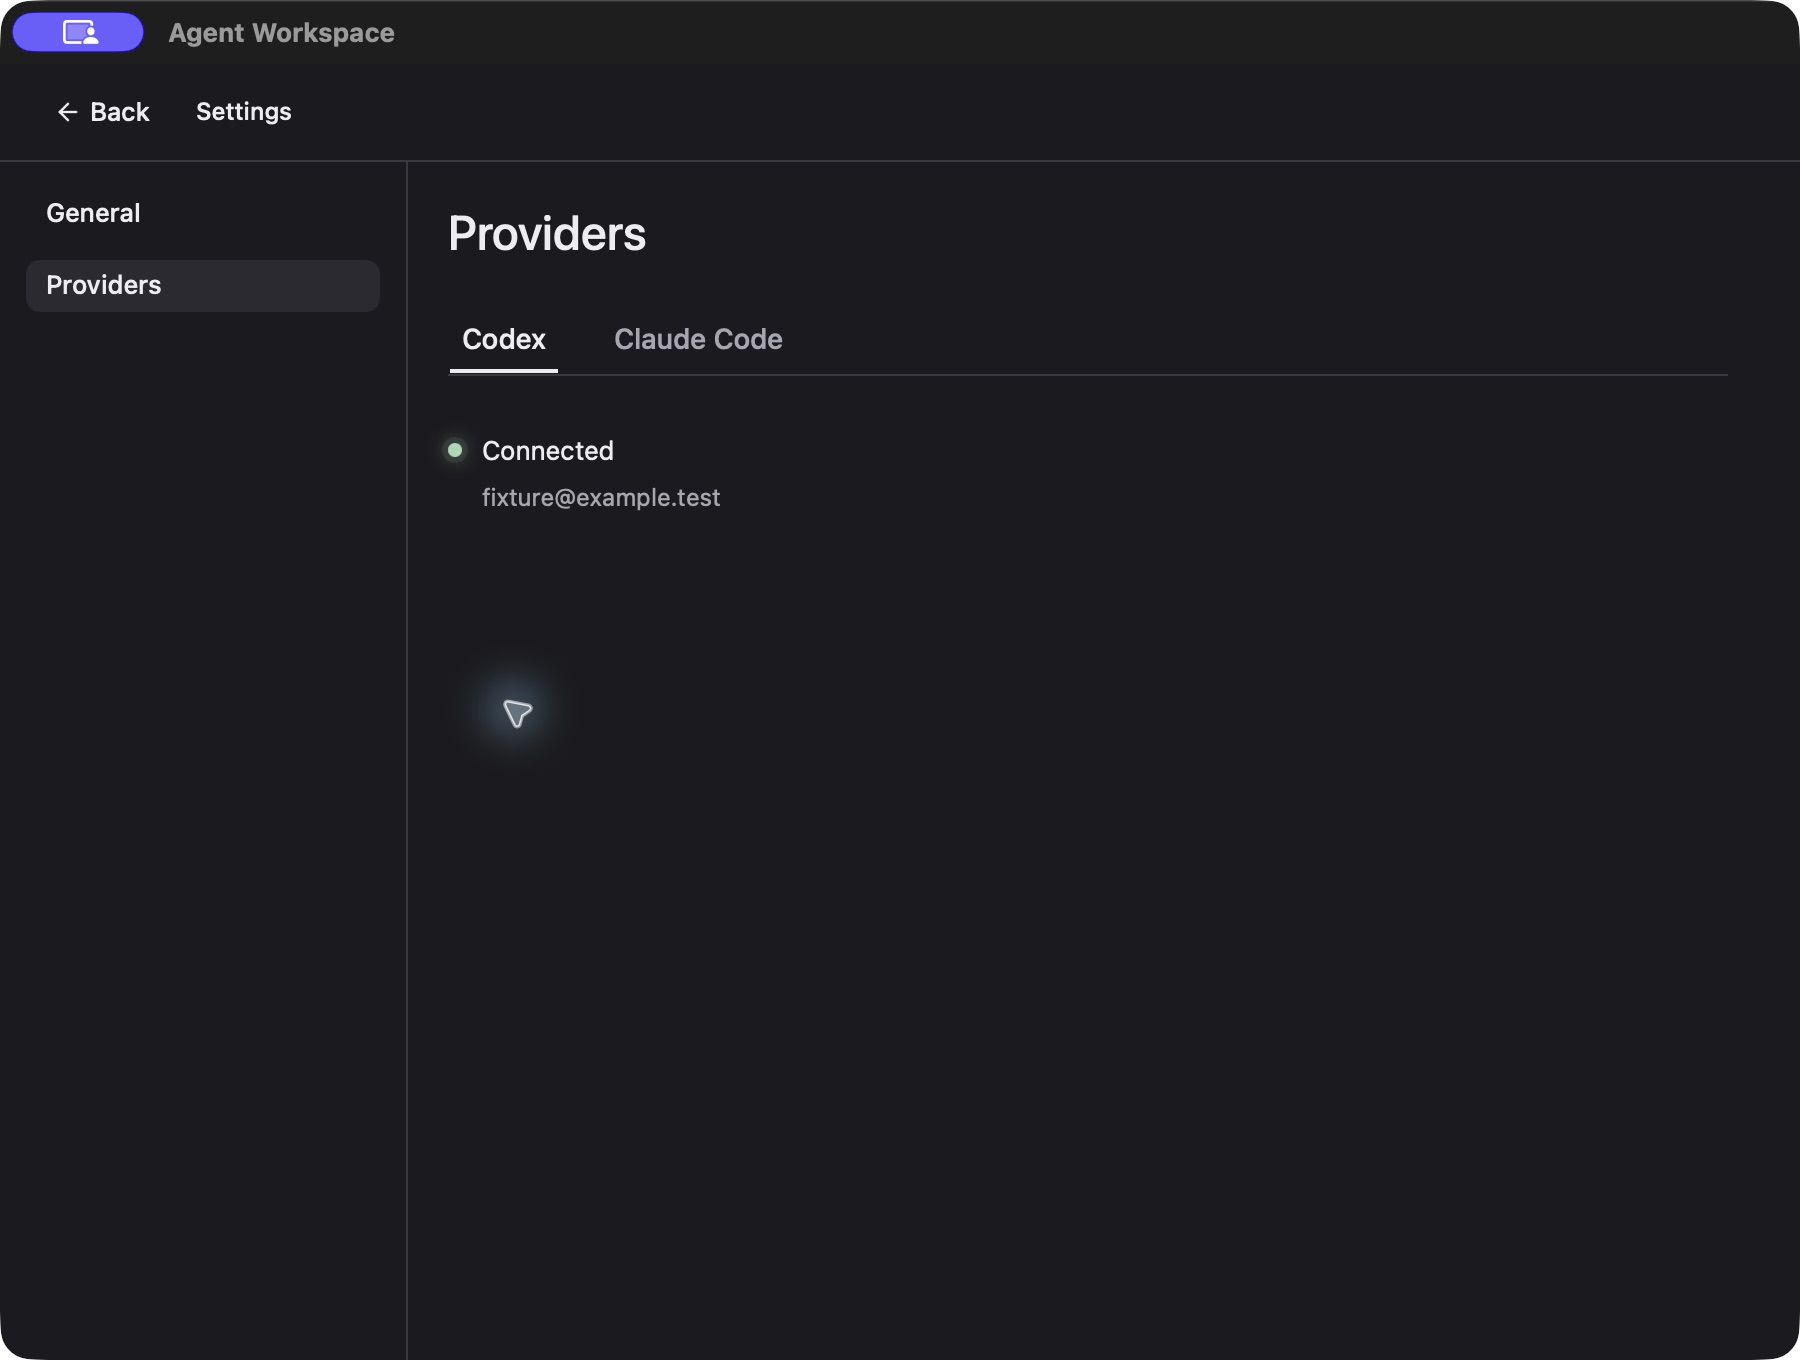 Agent Workspace
← Back Settings
General
Providers
Providers
Codex Claude Code
Connected
fixture@example.test